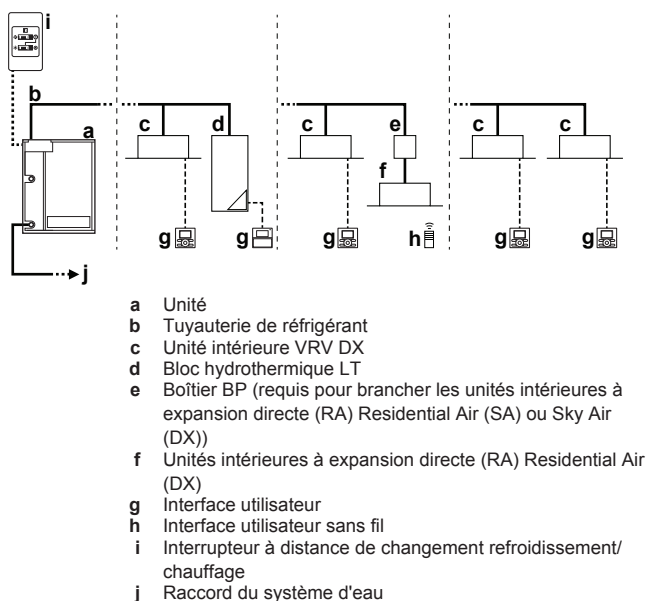 i
b
a
c
d
c
e
f
c
c
g
g
g
h
g
g
j
a Unité
b Tuyauterie de réfrigérant
c Unité intérieure VRV DX
d Bloc hydrothermique LT
e Boîtier BP (requis pour brancher les unités intérieures à
expansion directe (RA) Residential Air (SA) ou Sky Air
(DX))
f Unités intérieures à expansion directe (RA) Residential Air
(DX)
g Interface utilisateur
h Interface utilisateur sans fil
i Interrupteur à distance de changement refroidissement/
chauffage
j Raccord du système d'eau